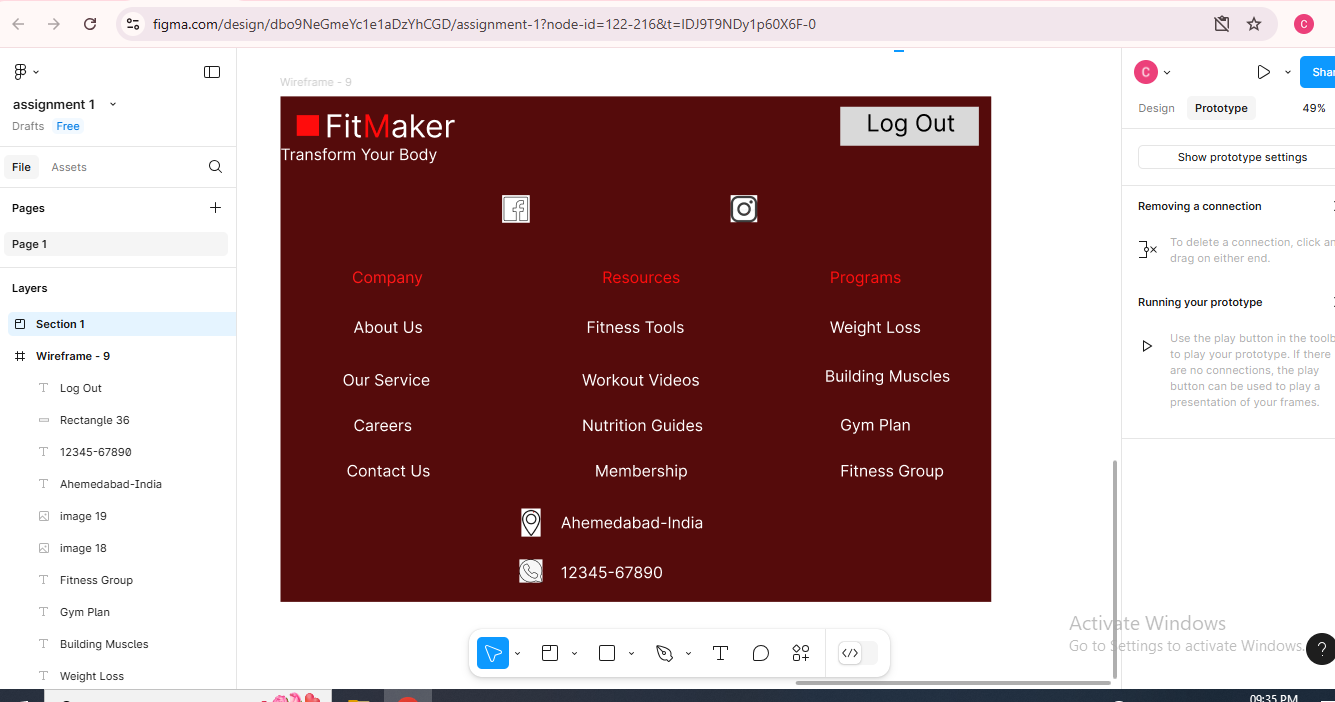 figma.com/design/dbo9NeGmeYc1e1aDzYhCGD/assignment-1?node-id=122-216&t=IDJ9T9NDy1p60X6F-0
C
assignment 1
Drafts Free
File Assets
Pages
Page 1
Layers
Section 1
Wireframe - 9
Log Out
Rectangle 36
12345-67890
Ahemedabad-India
image 19
image 18
Fitness Group
Gym Plan
Building Muscles
Weight Loss
Wireframe - 9
FitMaker
Transform Your Body
Log Out
Company Resources Programs
About Us Fitness Tools Weight Loss
Our Service Workout Videos Building Muscles
Careers Nutrition Guides Gym Plan
Contact Us Membership Fitness Group
Ahemedabad-India
12345-67890
C
Shar
Design Prototype 49%
Show prototype settings
Removing a connection
To delete a connection, click an
drag on either end.
Running your prototype
Use the play button in the toolb
to play your prototype. If there
are no connections, the play
button can be used to play a
presentation of your frames.
Activate Windows
Go to Settings to activate Windows.
?
09:35 PM